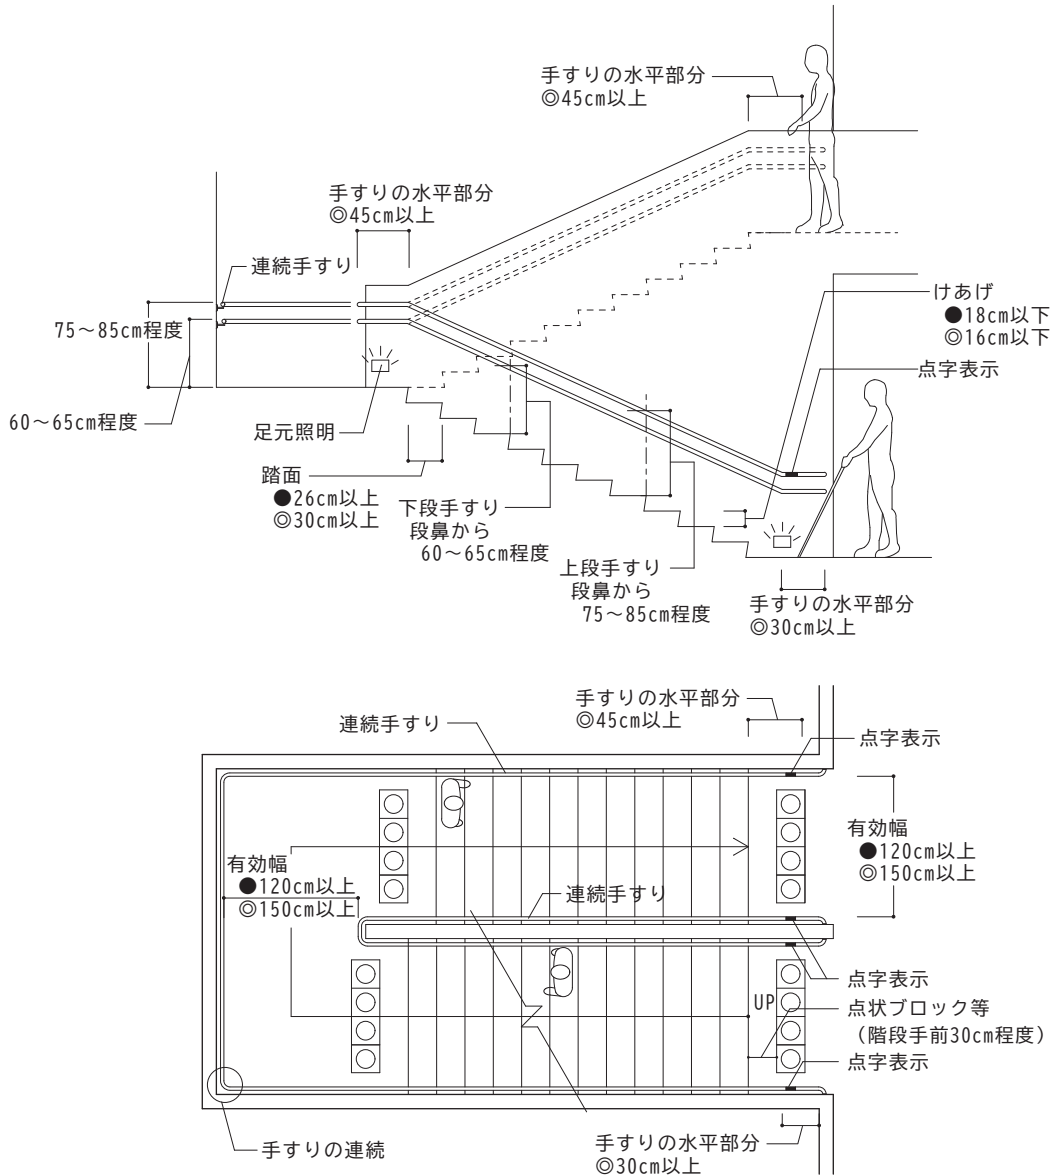 手すりの水平部分
◎45cm以上
手すりの水平部分
◎45cm以上
連続手すり
75～85cm程度
60～65cm程度
足元照明
踏面
●26cm以上
◎30cm以上
下段手すり
段鼻から
60～65cm程度
上段手すり
段鼻から
75～85cm程度
けあげ
●18cm以下
◎16cm以下
点字表示
手すりの水平部分
◎30cm以上
手すりの水平部分
◎45cm以上
連続手すり
点字表示
有効幅
●120cm以上
◎150cm以上
有効幅
●120cm以上
◎150cm以上
連続手すり
点字表示
UP
点状ブロック等
（階段手前30cm程度）
点字表示
手すりの連続
手すりの水平部分
◎30cm以上